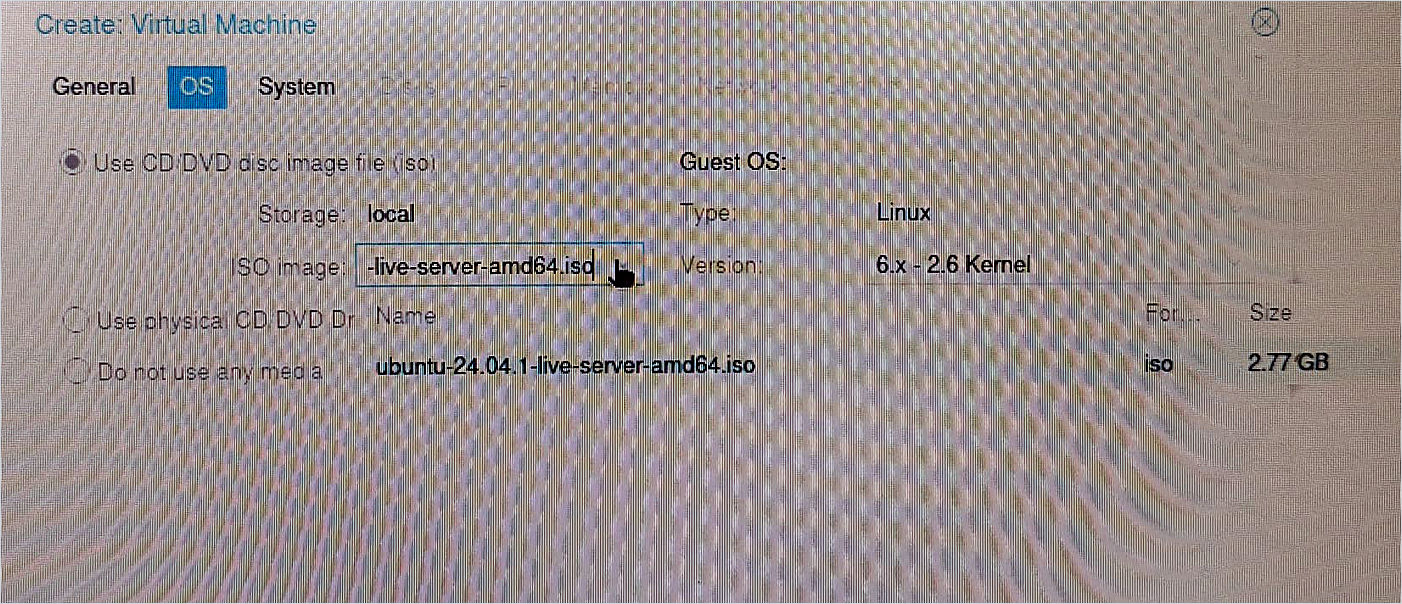 Create: Virtual Machine
General OS System
Use CD/DVD disc image file (iso) Guest OS:
Storage: local Type: Linux
ISO image: -live-server-amd64.iso Version: 6.x - 2.6 Kernel
Use physical CD/DVD Dr Name For... Size
Do not use any media ubuntu-24.04.1-live-server-amd64.iso iso 2.77 GB